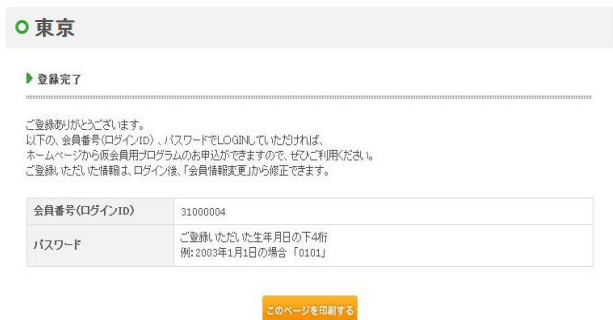 東京
登録完了
ご登録ありがとうございます。
以下の、会員番号(ログインID)、パスワードでLOGINしていただければ、
ホームページから仮会員用プログラムのお申込ができますので、ぜひご利用ください。
ご登録いただいた情報は、ログイン後、「会員情報変更」から修正できます。
会員番号(ログインID) 31000004
パスワード ご登録いただいた生年月日の下4桁
例:2003年1月1日の場合 「0101」
このページを印刷する